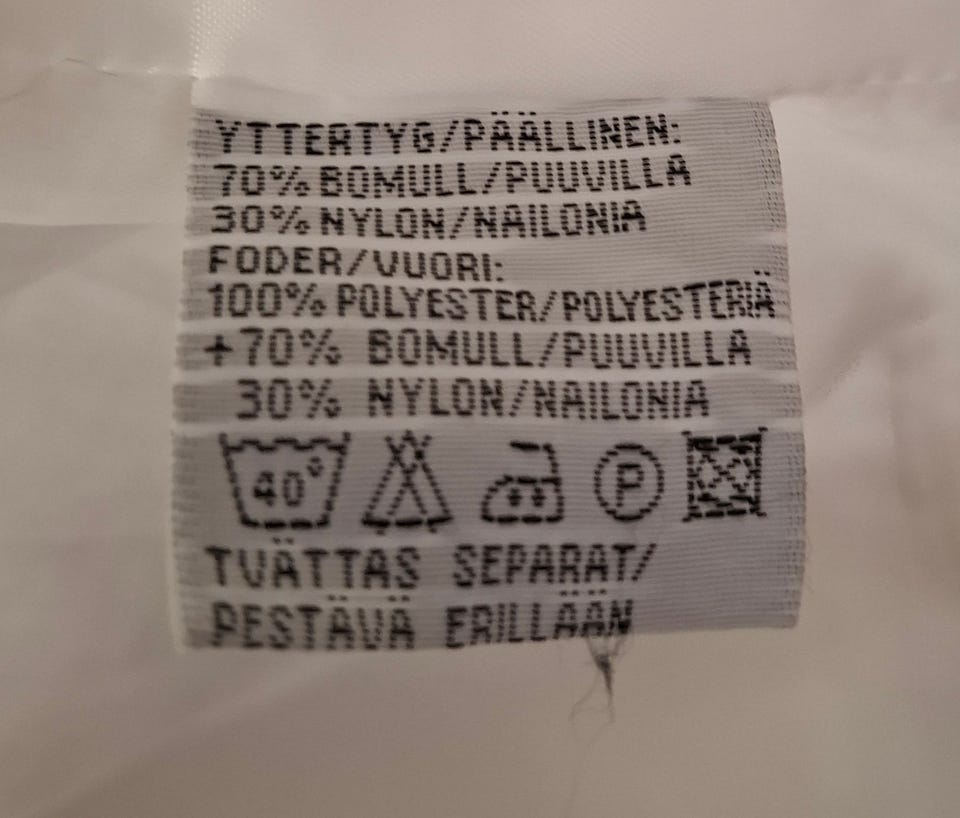 YTTERTYG/PÄÄLLINEN:
70% BOMULL/PUUVILLA
30% NYLON/NAILONIA
FODER/VUORI:
100% POLYESTER/POLYESTERIÄ
+70% BOMULL/PUUVILLA
30% NYLON/NAILONIA
40° P
TVÄTTAS SEPARAT/
PESTÄVÄ ERILLÄÄN